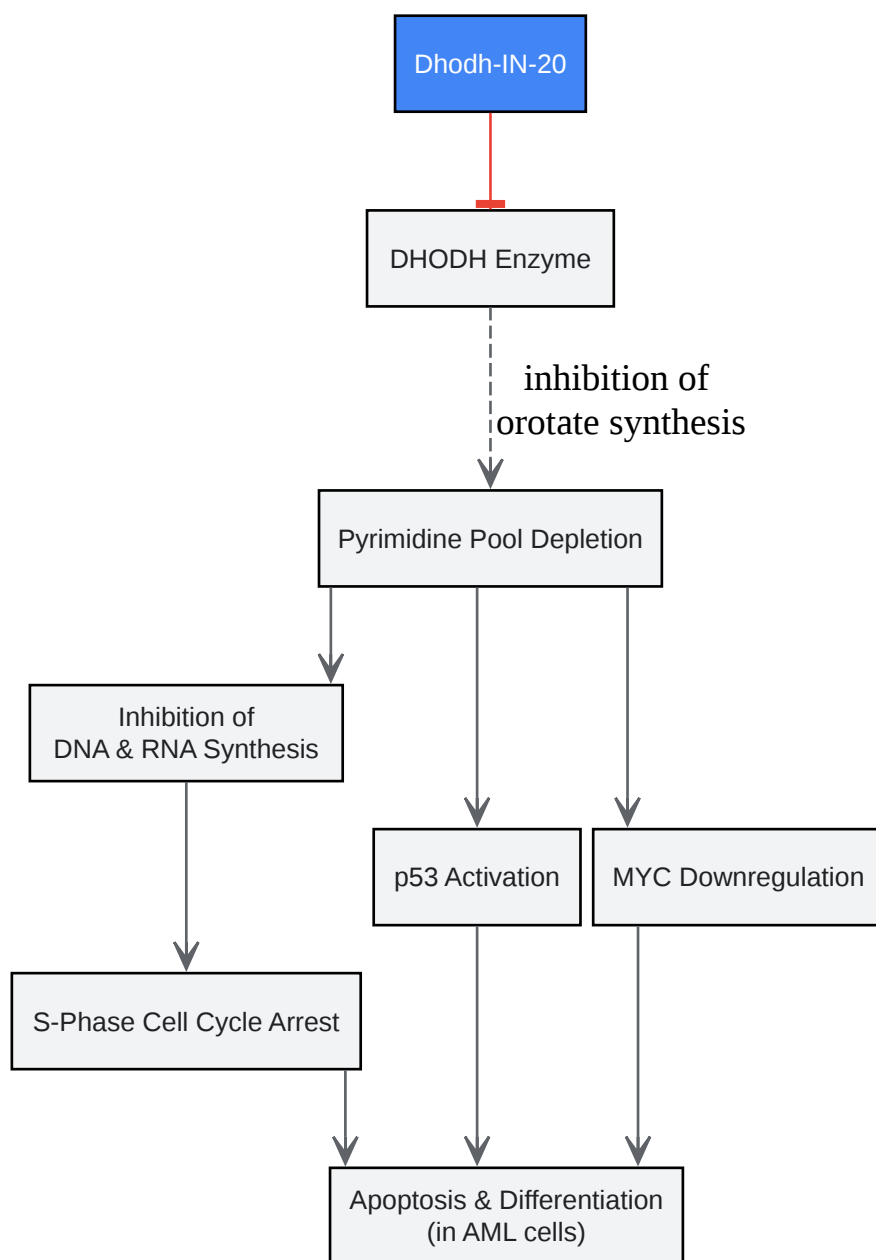 Dhodh-IN-20
DHODH Enzyme
inhibition of
orotate synthesis
Pyrimidine Pool Depletion
Inhibition of
DNA & RNA Synthesis
p53 Activation
MYC Downregulation
S-Phase Cell Cycle Arrest
Apoptosis & Differentiation
(in AML cells)